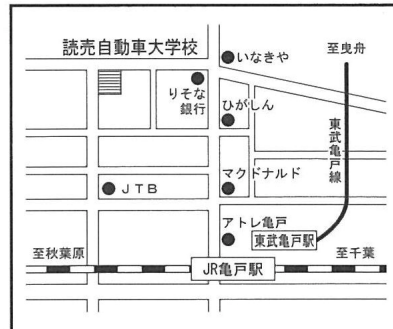 読売自動車大学校
いなきや
至曳舟
りそな
銀行
ひがしん
東武亀戸線
マクドナルド
JTB
アトレ亀戸
東武亀戸駅
至秋葉原
至千葉
JR亀戸駅